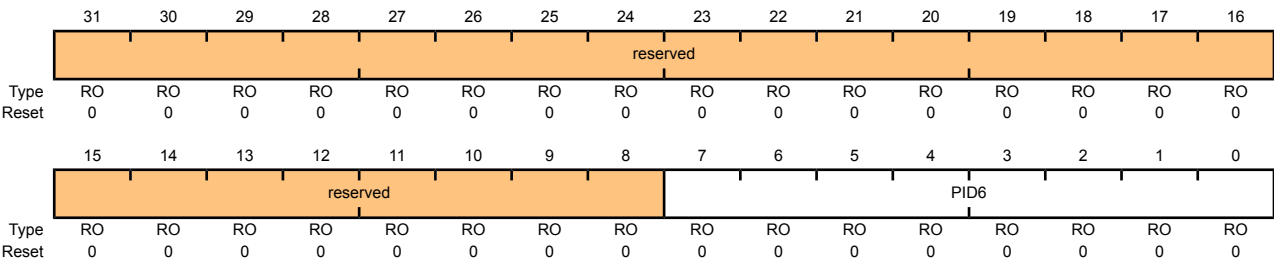 31 30 29 28 27 26 25 24 23 22 21 20 19 18 17 16
reserved
Type RO RO RO RO RO RO RO RO RO RO RO RO RO RO RO RO
Reset 0 0 0 0 0 0 0 0 0 0 0 0 0 0 0 0
15 14 13 12 11 10 9 8 7 6 5 4 3 2 1 0
reserved PID6
Type RO RO RO RO RO RO RO RO RO RO RO RO RO RO RO RO
Reset 0 0 0 0 0 0 0 0 0 0 0 0 0 0 0 0